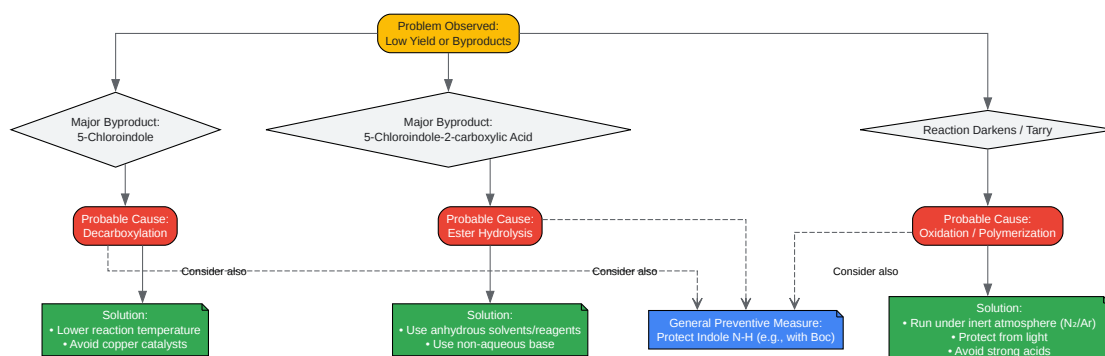 Problem Observed:
Low Yield or Byproducts
Major Byproduct:
5-Chloroindole
Major Byproduct:
5-Chloroindole-2-carboxylic Acid
Reaction Darkens / Tarry
Probable Cause:
Decarboxylation
Probable Cause:
Ester Hydrolysis
Probable Cause:
Oxidation / Polymerization
Consider also
Consider also
Consider also
Solution:
• Lower reaction temperature
• Avoid copper catalysts
Solution:
• Use anhydrous solvents/reagents
• Use non-aqueous base
General Preventive Measure:
Protect Indole N-H (e.g., with Boc)
Solution:
• Run under inert atmosphere (N₂/Ar)
• Protect from light
• Avoid strong acids